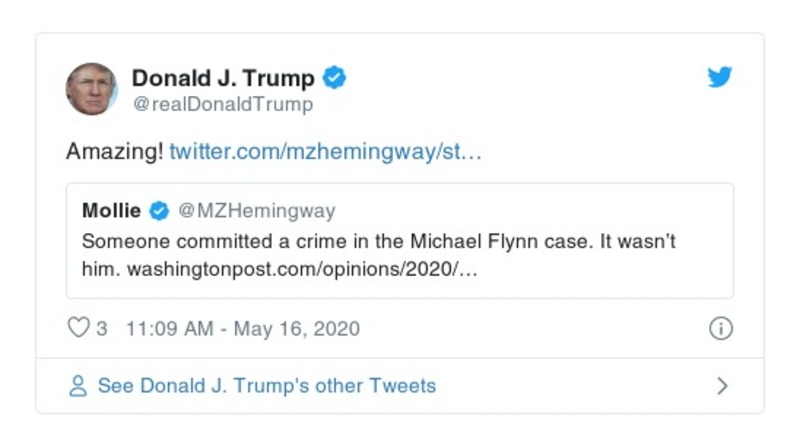 Donald J. Trump
@realDonaldTrump
Amazing! twitter.com/mzhemingway/st…
Mollie @MZHemingway
Someone committed a crime in the Michael Flynn case. It wasn’t
him. washingtonpost.com/opinions/2020/…
3 11:09 AM - May 16, 2020
See Donald J. Trump's other Tweets